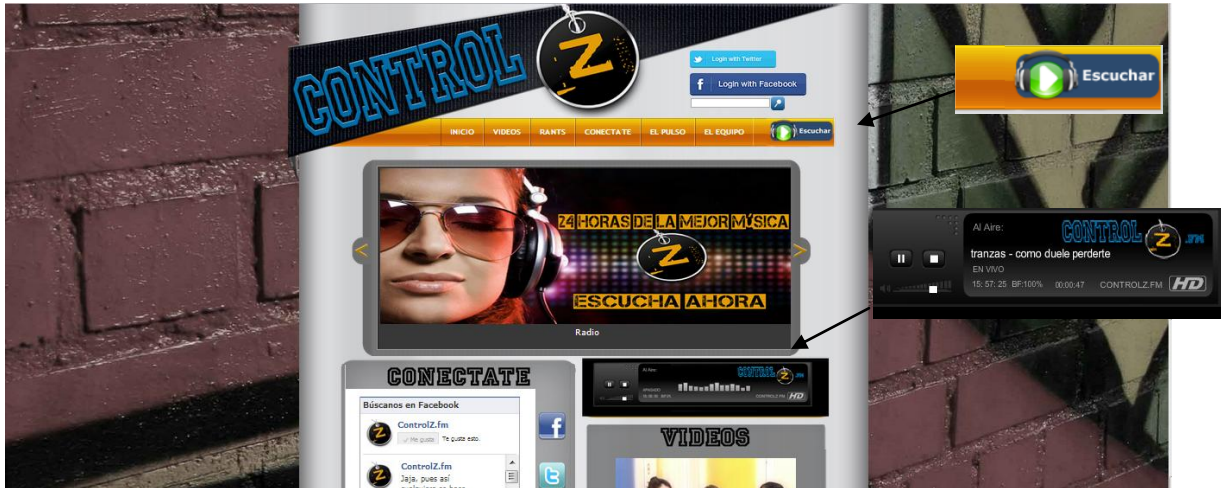 CONTROL
Z
Login with Twitter
Login with Facebook
Escuchar
INICIO VIDEOS RANTS CONECTATE EL PULSO EL EQUIPO Escuchar
24 HORAS DE LA MEJOR MÚSICA
Z
ESCUCHA AHORA
< >
Radio
Al Aire:
CONTROL Z .FM
tranzas - como duele perderte
EN VIVO
15: 57: 25 BF:100% 00:00:47 CONTROLZ.FM HD
CONECTATE
Búscanos en Facebook
ControlZ.fm
Me gusta Te gusta esto.
ControlZ.fm
Jaja, pues así
Al Aire:
CONTROL Z .FM
CONTROLZ.FM HD
VIDEOS